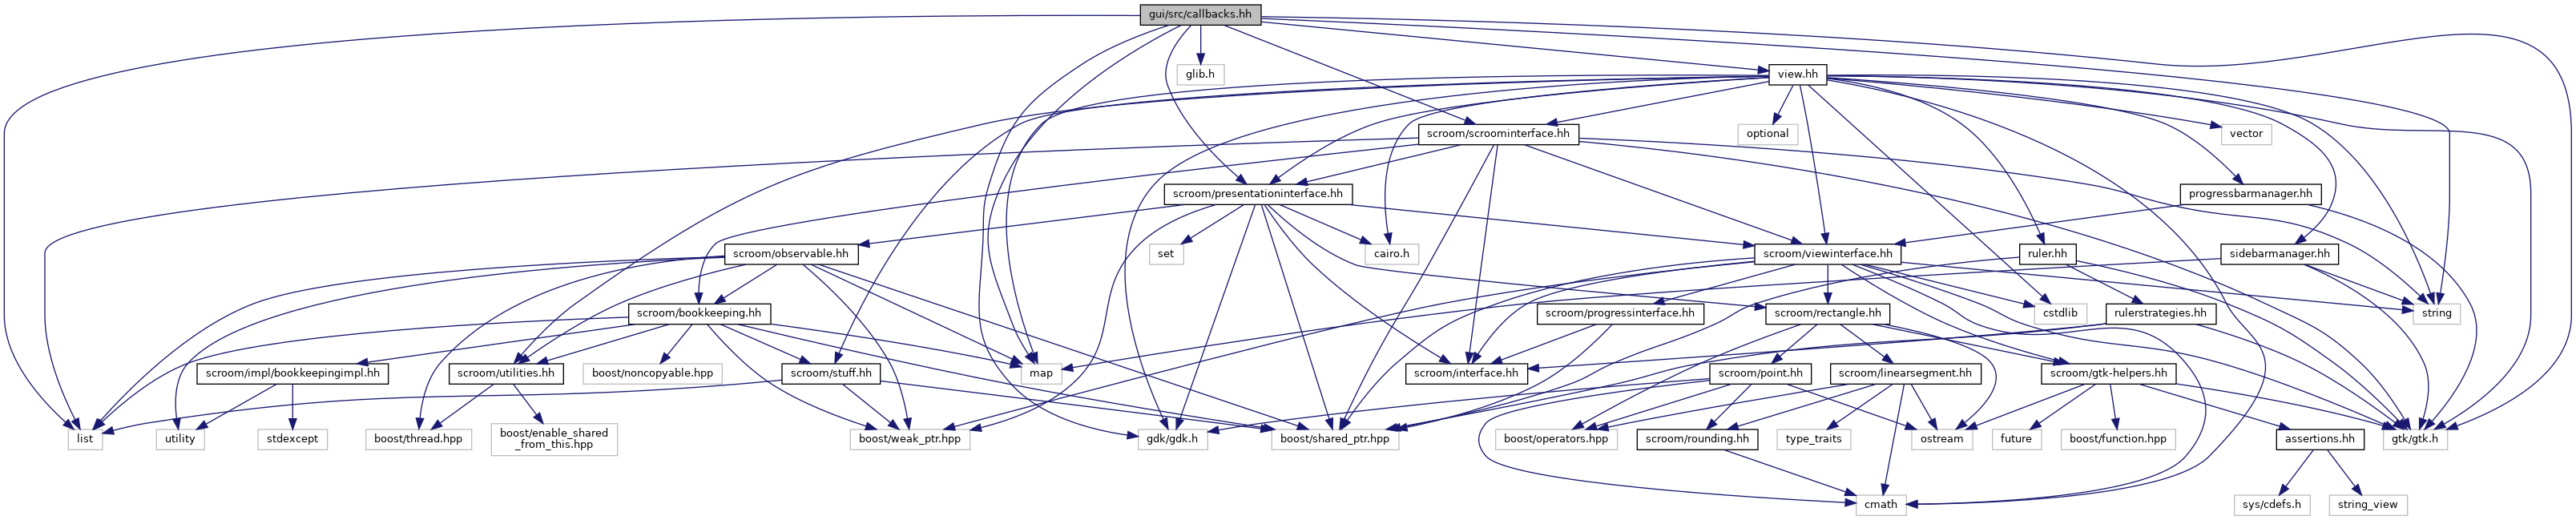 gui/src/callbacks.hh
glib.h
view.hh
optional
scroom/scroominterface.hh
vector
scroom/presentationinterface.hh
progressbarmanager.hh
scroom/observable.hh
set
cairo.h
scroom/viewinterface.hh
ruler.hh
sidebarmanager.hh
scroom/bookkeeping.hh
scroom/progressinterface.hh
scroom/rectangle.hh
cstdlib
rulerstrategies.hh
string
scroom/impl/bookkeepingimpl.hh
scroom/utilities.hh
boost/noncopyable.hpp
scroom/stuff.hh
map
scroom/interface.hh
scroom/point.hh
scroom/linearsegment.hh
scroom/gtk-helpers.hh
list
utility
stdexcept
boost/thread.hpp
boost/enable_shared
_from_this.hpp
boost/weak_ptr.hpp
gdk/gdk.h
boost/shared_ptr.hpp
boost/operators.hpp
scroom/rounding.hh
type_traits
ostream
future
boost/function.hpp
assertions.hh
gtk/gtk.h
cmath
sys/cdefs.h
string_view